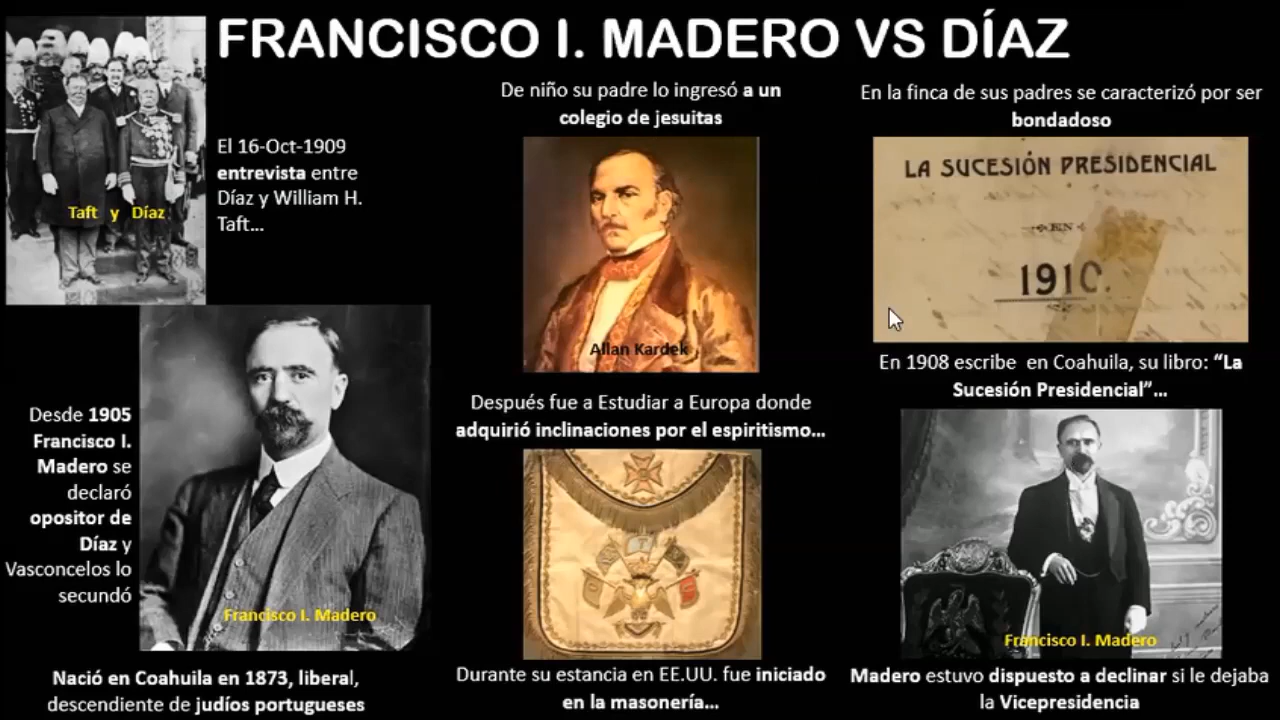 FRANCISCO I. MADERO VS DÍAZ
Taft y Díaz
El 16-Oct-1909
entrevista entre
Díaz y William H.
Taft...
Desde 1905
Francisco I.
Madero se
declaró
opositor de
Díaz y
Vasconcelos lo
secundó
Francisco I. Madero
Nació en Coahuila en 1873, liberal,
descendiente de judíos portugueses
De niño su padre lo ingresó a un
colegio de jesuitas
Allan Kardek
Después fue a Estudiar a Europa donde
adquirió inclinaciones por el espiritismo...
Durante su estancia en EE.UU. fue iniciado
en la masonería...
En la finca de sus padres se caracterizó por ser
bondadoso
LA SUCESIÓN PRESIDENCIAL
EN
1910.
En 1908 escribe en Coahuila, su libro: “La
Sucesión Presidencial”...
Francisco I. Madero
Madero estuvo dispuesto a declinar si le dejaba
la Vicepresidencia